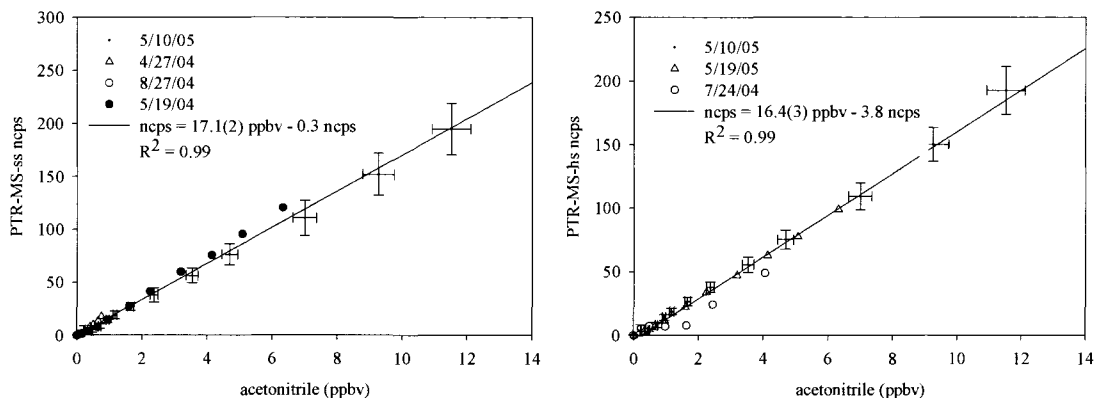 300
250
200
150
100
50
0
PTR-MS-ss ncps
5/10/05
4/27/04
8/27/04
5/19/04
ncps = 17.1(2) ppbv - 0.3 ncps
R² = 0.99
0 2 4 6 8 10 12 14
acetonitrile (ppbv)
250
200
150
100
50
0
PTR-MS-hs ncps
5/10/05
5/19/05
7/24/04
ncps = 16.4(3) ppbv - 3.8 ncps
R² = 0.99
0 2 4 6 8 10 12 14
acetonitrile (ppbv)